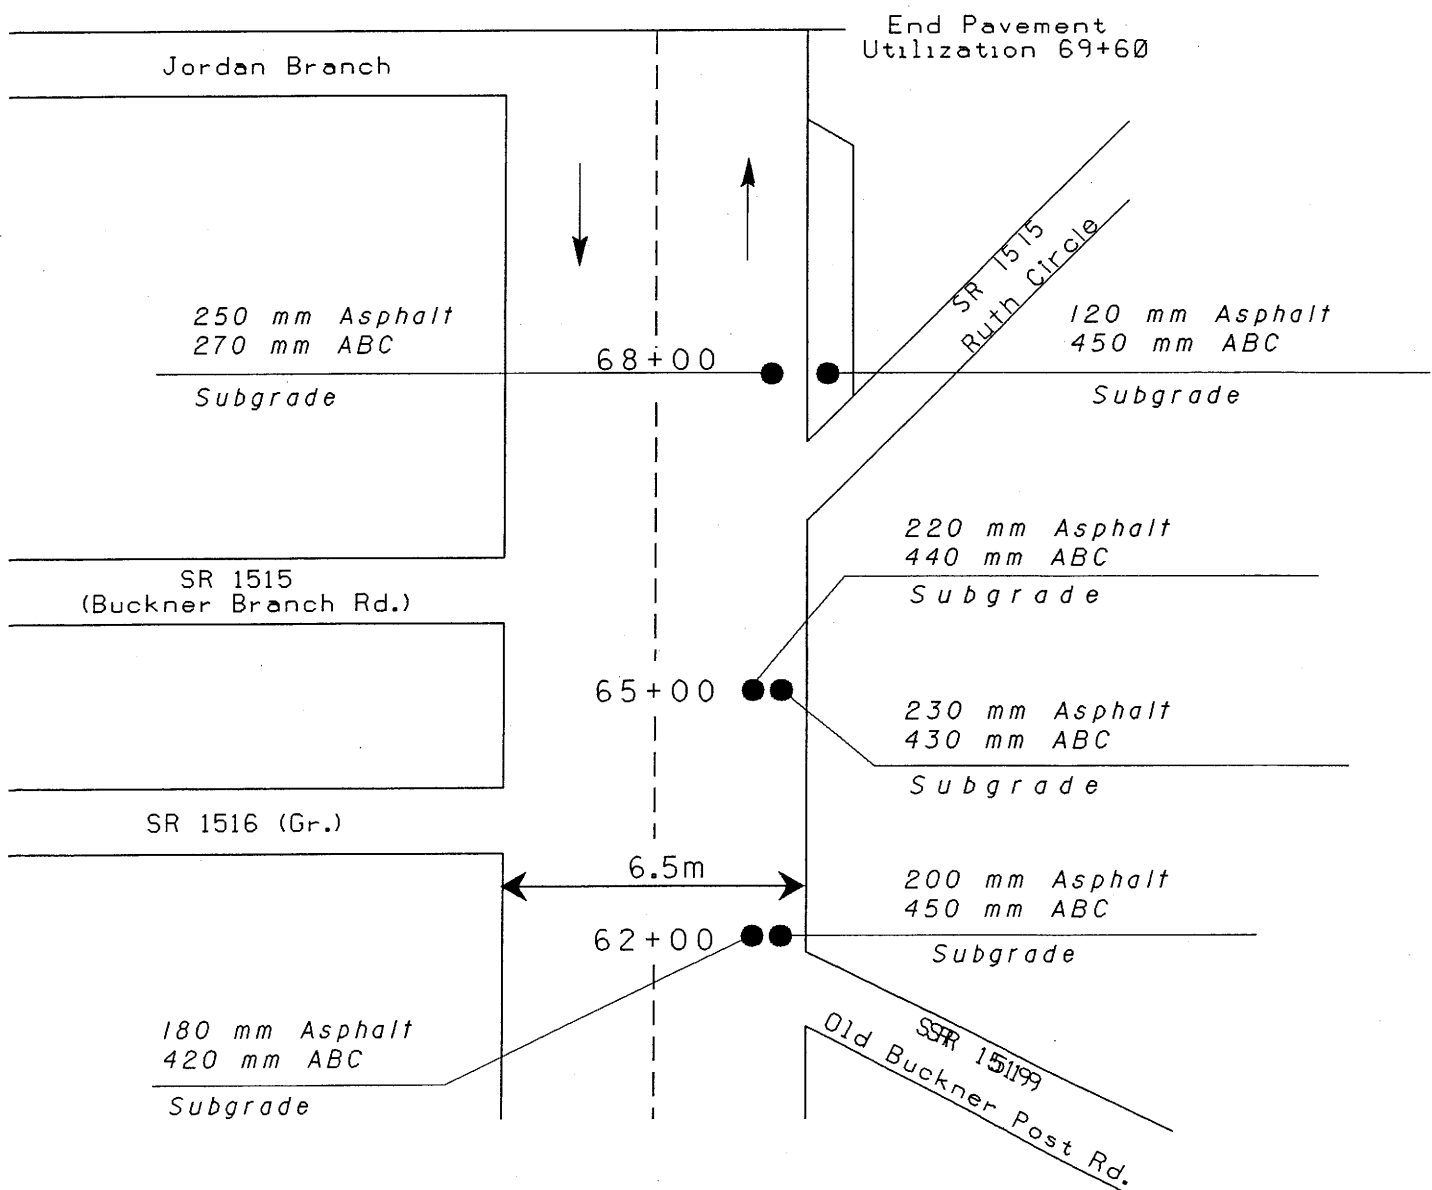 End Pavement
Utilization 69+60
Jordan Branch
SR 1515
Ruth Circle
250 mm Asphalt
270 mm ABC
Subgrade
68+00
120 mm Asphalt
450 mm ABC
Subgrade
220 mm Asphalt
440 mm ABC
Subgrade
SR 1515
(Buckner Branch Rd.)
65+00
230 mm Asphalt
430 mm ABC
Subgrade
SR 1516 (Gr.)
6.5m
200 mm Asphalt
450 mm ABC
Subgrade
62+00
180 mm Asphalt
420 mm ABC
Subgrade
SR 1519
Old Buckner Post Rd.